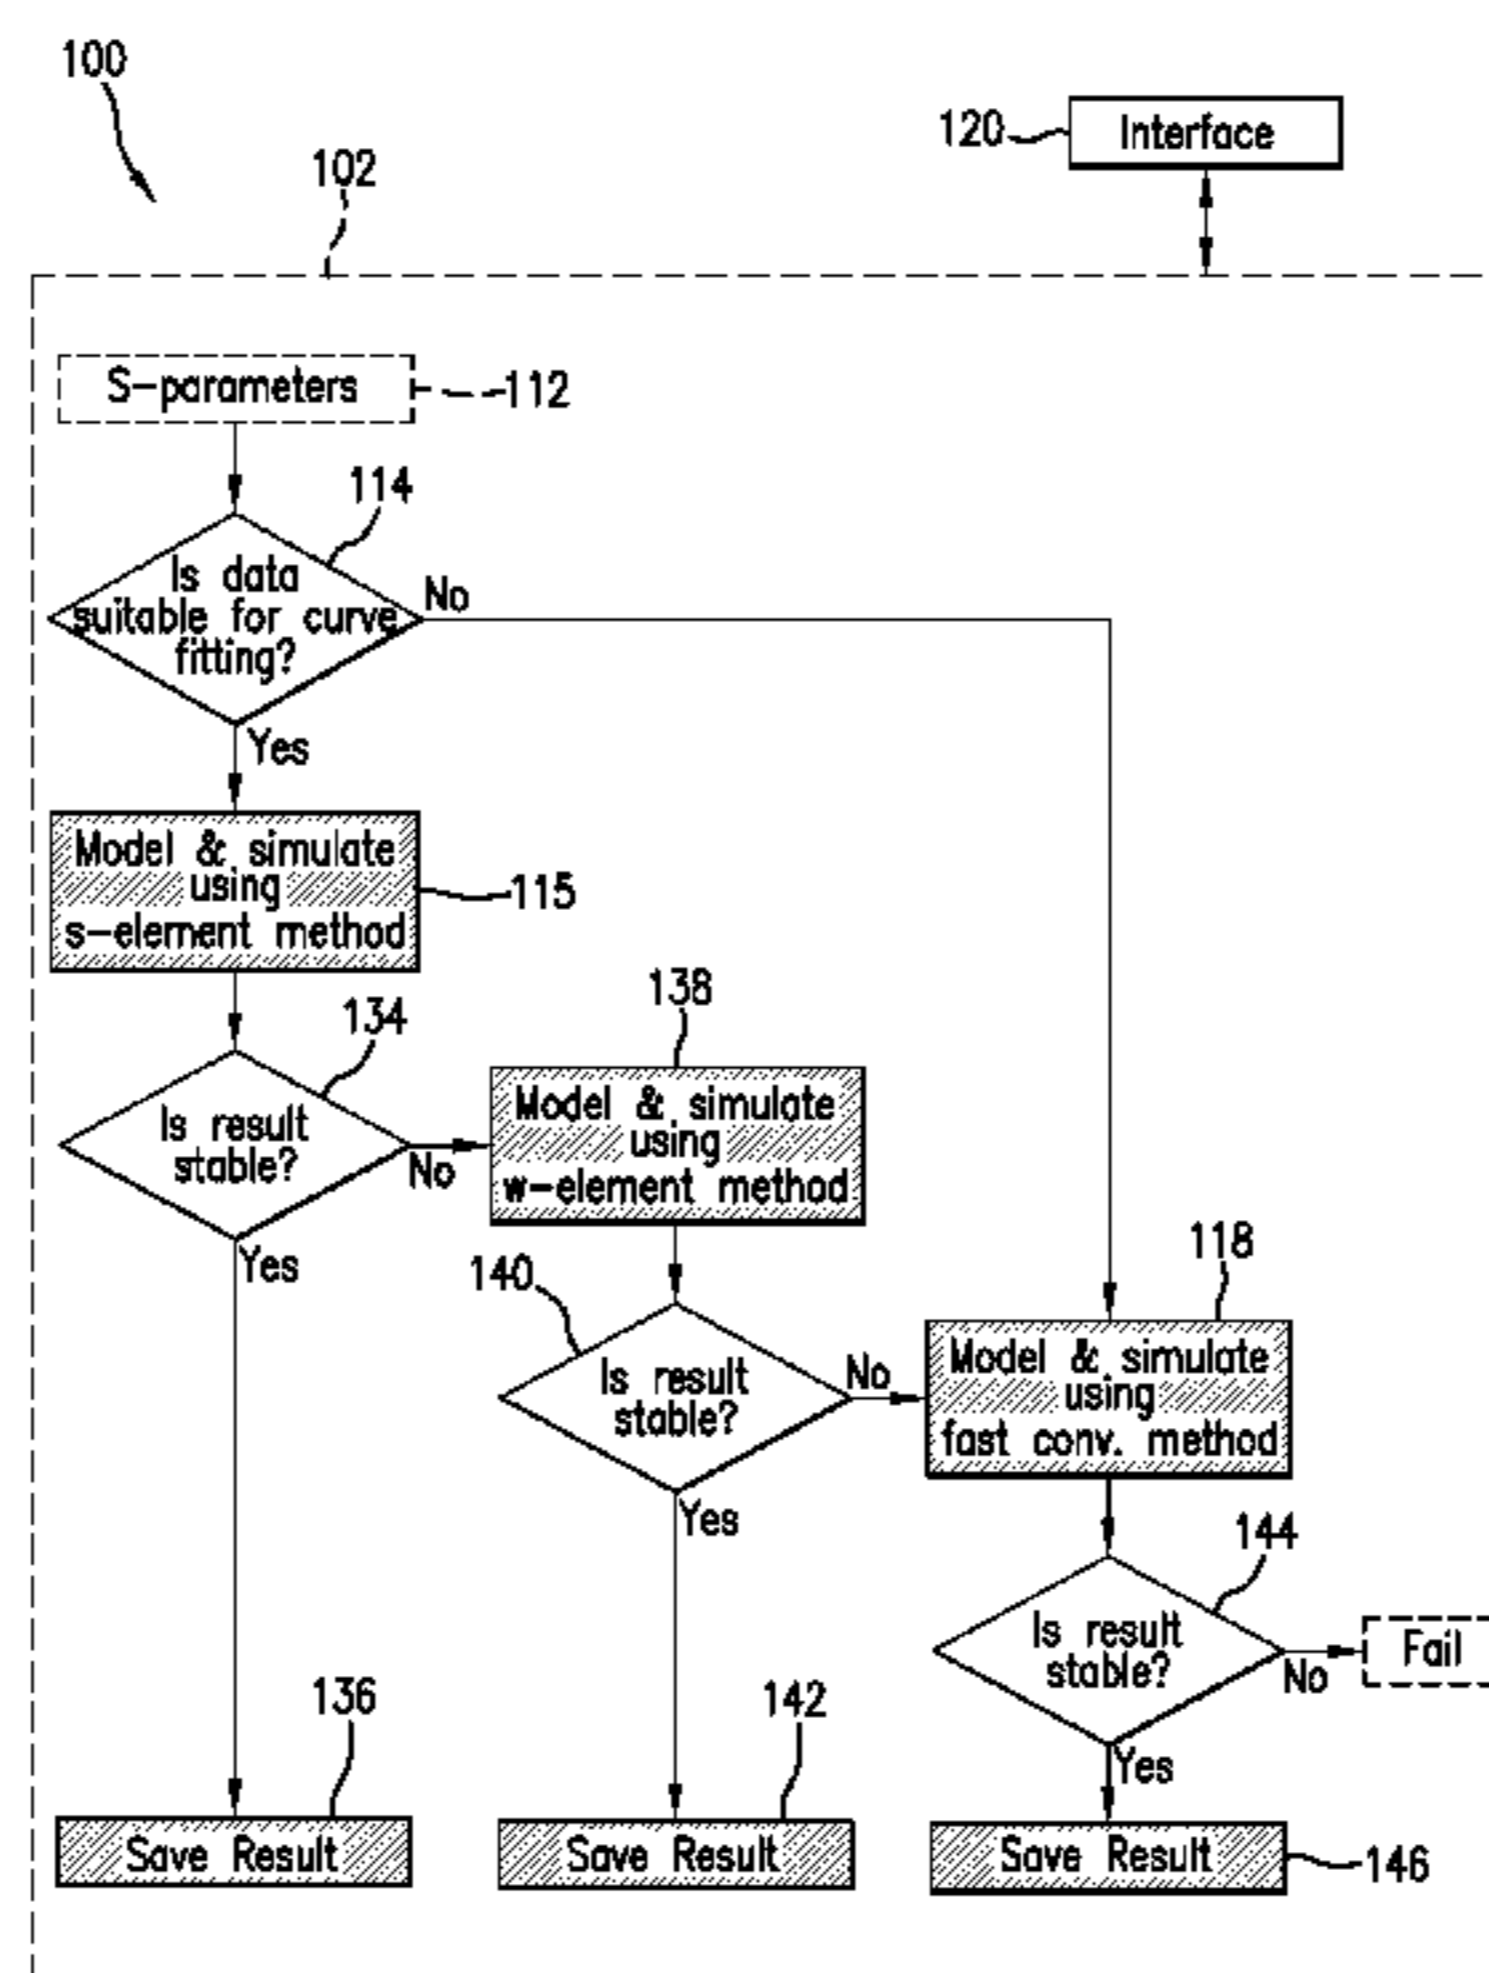 100
120
Interface
102
S-parameters
112
114
Is data
suitable for curve
fitting?
No
Yes
Model & simulate
using
s-element method
115
134
Is result
stable?
No
Yes
138
Model & simulate
using
w-element method
140
Is result
stable?
No
Yes
118
Model & simulate
using
fast conv. method
144
Is result
stable?
No
Fail
Yes
136
Save Result
142
Save Result
Save Result
146